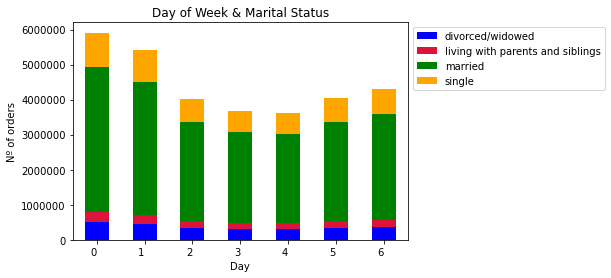 Day of Week & Marital Status
Nº of orders
6000000
5000000
4000000
3000000
2000000
1000000
0
0 1 2 3 4 5 6
Day
divorced/widowed
living with parents and siblings
married
single